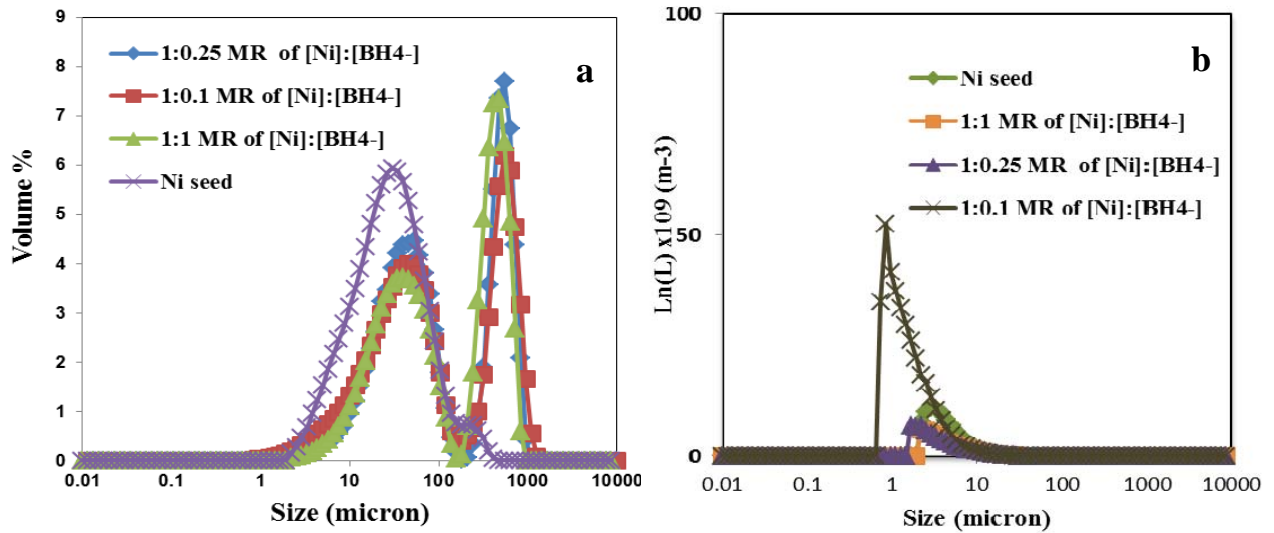 a
1:0.25 MR of [Ni]:[BH4-]
1:0.1 MR of [Ni]:[BH4-]
1:1 MR of [Ni]:[BH4-]
Ni seed
Volume %
9
8
7
6
5
4
3
2
1
0
0.01 0.1 1 10 100 1000 10000
Size (micron)
b
Ni seed
1:1 MR of [Ni]:[BH4-]
1:0.25 MR of [Ni]:[BH4-]
1:0.1 MR of [Ni]:[BH4-]
Ln(L) x109 (m-3)
100
50
0
0.01 0.1 1 10 100 1000 10000
Size (micron)